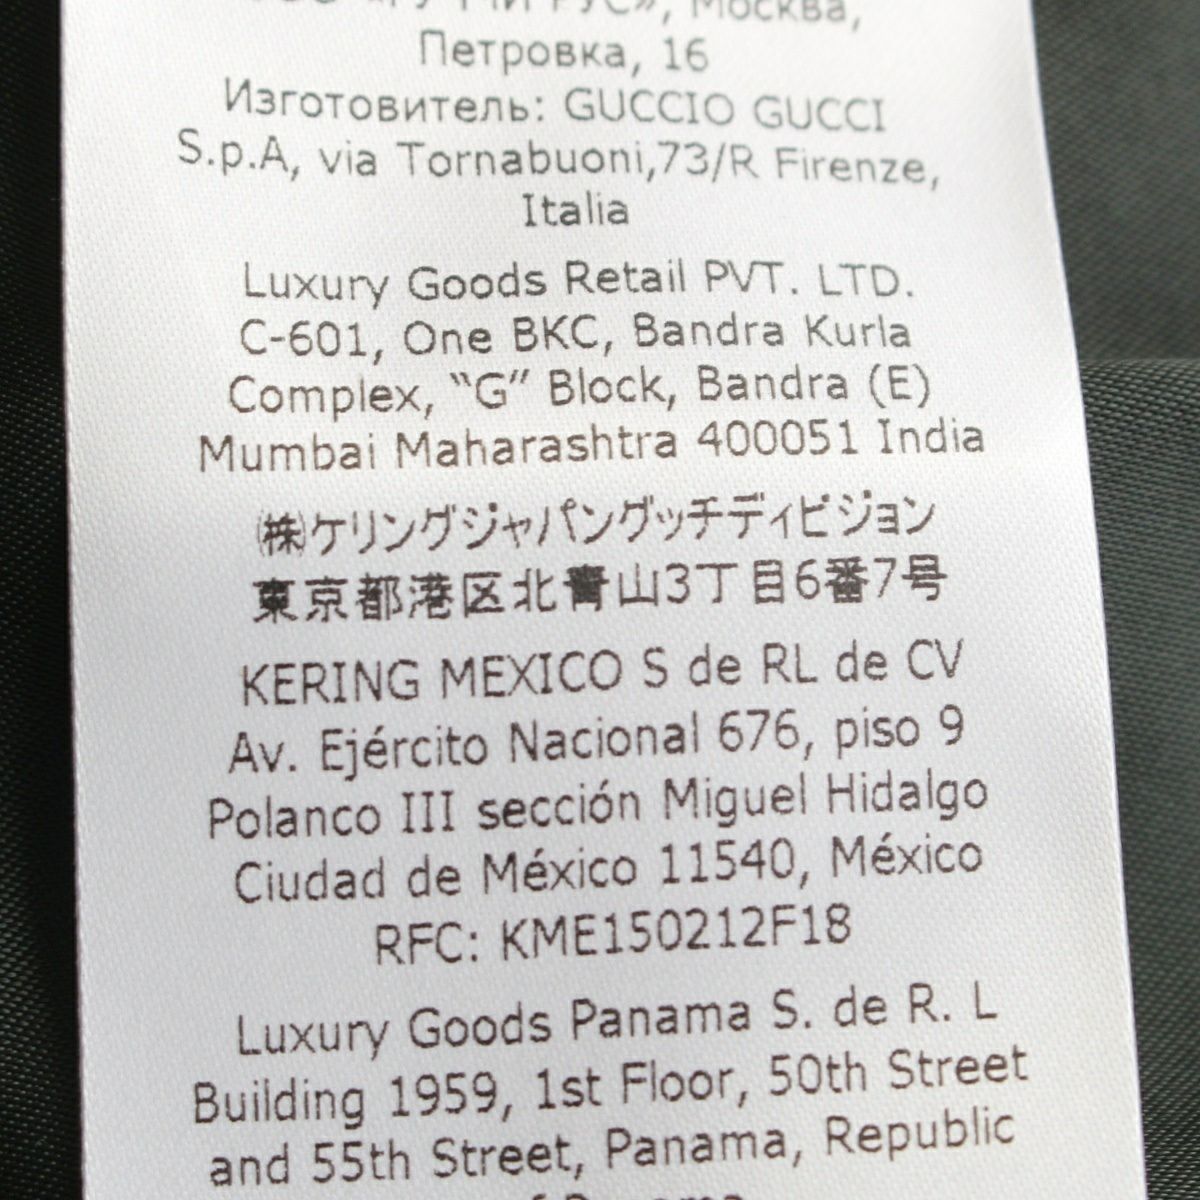 Москва,
Петровка, 16
Изготовитель: GUCCIO GUCCI
S.p.A, via Tornabuoni,73/R Firenze,
Italia
Luxury Goods Retail PVT. LTD.
C-601, One BKC, Bandra Kurla
Complex, “G” Block, Bandra (E)
Mumbai Maharashtra 400051 India
㈱ケリングジャパングッチディビジョン
東京都港区北青山3丁目6番7号
KERING MEXICO S de RL de CV
Av. Ejército Nacional 676, piso 9
Polanco III sección Miguel Hidalgo
Ciudad de México 11540, México
RFC: KME150212F18
Luxury Goods Panama S. de R. L
Building 1959, 1st Floor, 50th Street
and 55th Street, Panama, Republic
of Panama